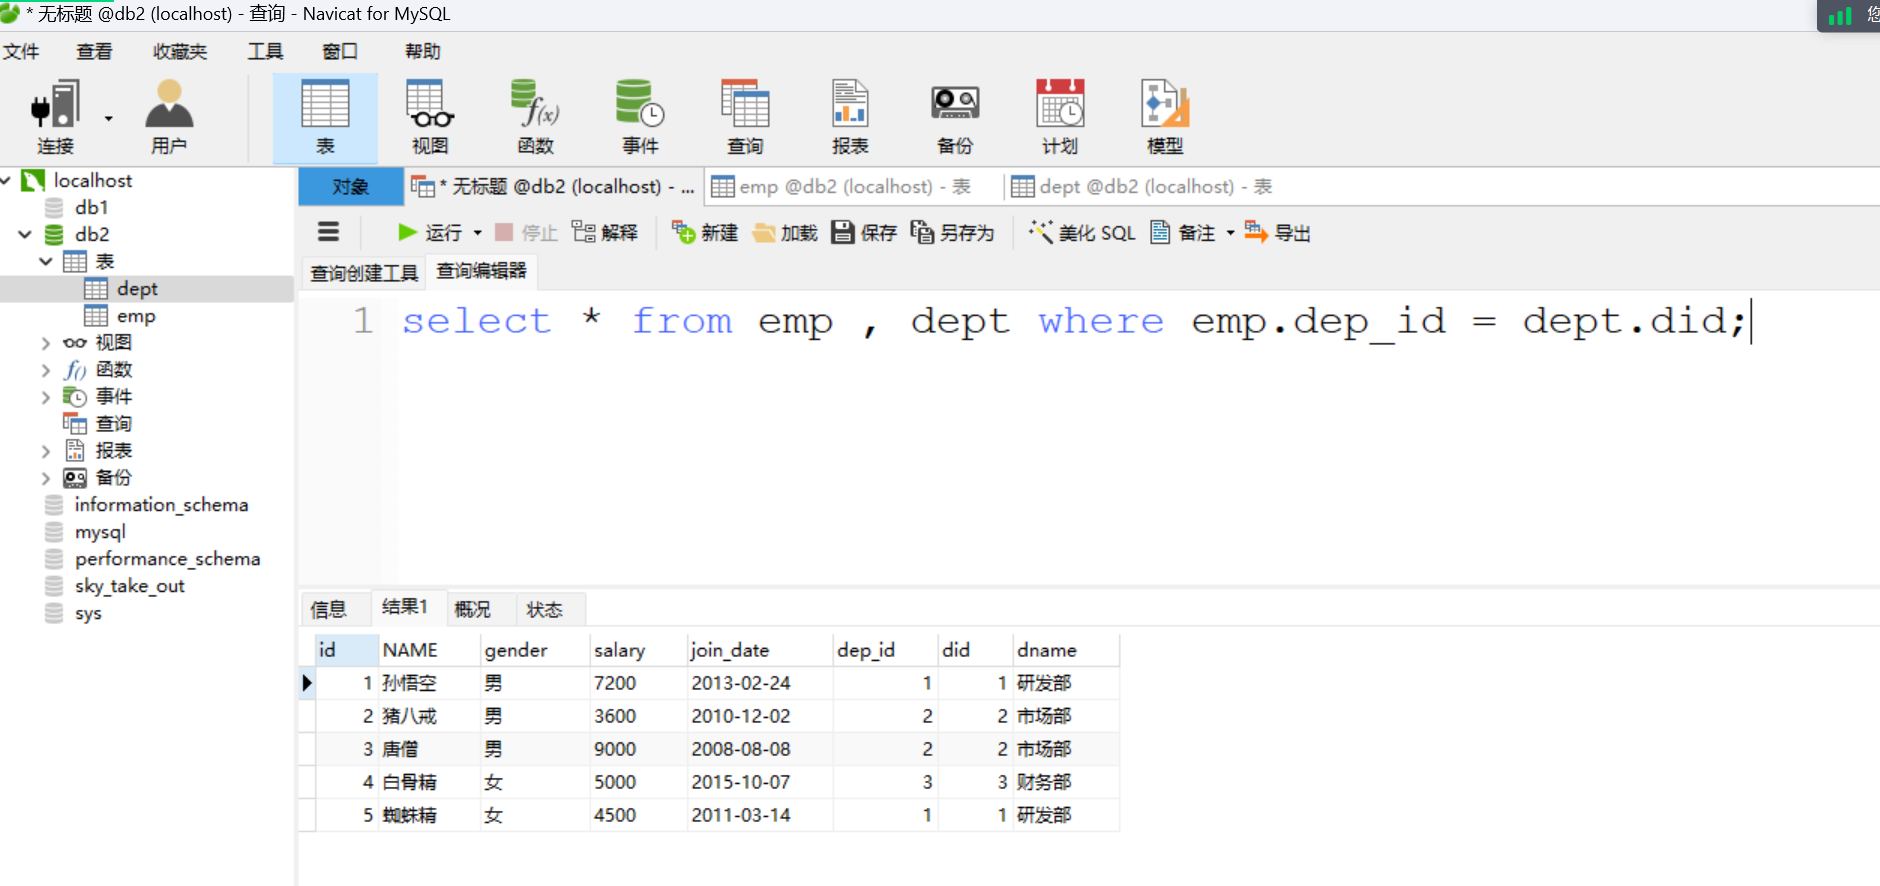 * 无标题 @db2 (localhost) - 查询 - Navicat for MySQL
文件 查看 收藏夹 工具 窗口 帮助
连接 用户 表 视图 函数 事件 查询 报表 备份 计划 模型
localhost
db1
db2
表
dept
emp
视图
函数
事件
查询
报表
备份
information_schema
mysql
performance_schema
sky_take_out
sys
对象 * 无标题 @db2 (localhost) - ... emp @db2 (localhost) - 表 dept @db2 (localhost) - 表
运行 停止 解释 新建 加载 保存 另存为 美化 SQL 备注 导出
查询创建工具 查询编辑器
1 select * from emp , dept where emp.dep_id = dept.did;
信息 结果1 概况 状态
id NAME gender salary join_date dep_id did dname
1 孙悟空 男 7200 2013-02-24 1 1 研发部
2 猪八戒 男 3600 2010-12-02 2 2 市场部
3 唐僧 男 9000 2008-08-08 2 2 市场部
4 白骨精 女 5000 2015-10-07 3 3 财务部
5 蜘蛛精 女 4500 2011-03-14 1 1 研发部